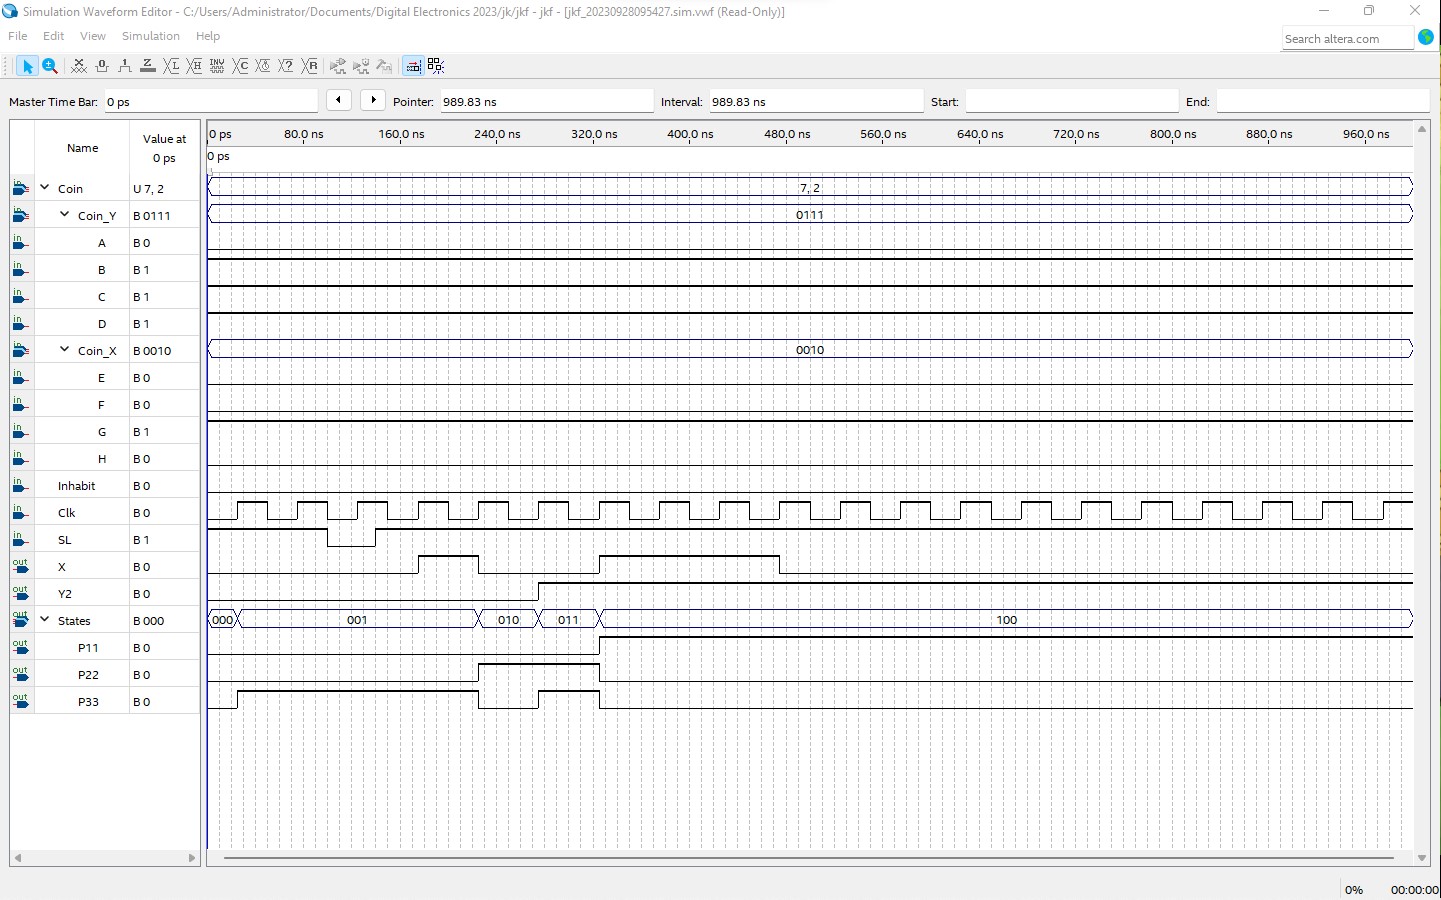 Simulation Waveform Editor - C:/Users/Administrator/Documents/Digital Electronics 2023/jk/jkf - jkf - [jkf_20230928095427.sim.vwf (Read-Only)]
File Edit View Simulation Help
Search altera.com
Master Time Bar: 0 ps Pointer: 989.83 ns Interval: 989.83 ns Start: End:
Name Value at 0 ps 0 ps 80.0 ns 160.0 ns 240.0 ns 320.0 ns 400.0 ns 480.0 ns 560.0 ns 640.0 ns 720.0 ns 800.0 ns 880.0 ns 960.0 ns
0 ps
in Coin U 7, 2 7, 2
in Coin_Y B 0111 0111
in A B 0
in B B 1
in C B 1
in D B 1
in Coin_X B 0010 0010
in E B 0
in F B 0
in G B 1
in H B 0
in Inhabit B 0
in Clk B 0
in SL B 1
out X B 0
out Y2 B 0
out States B 000 000 001 010 011 100
out P11 B 0
out P22 B 0
out P33 B 0
0% 00:00:00